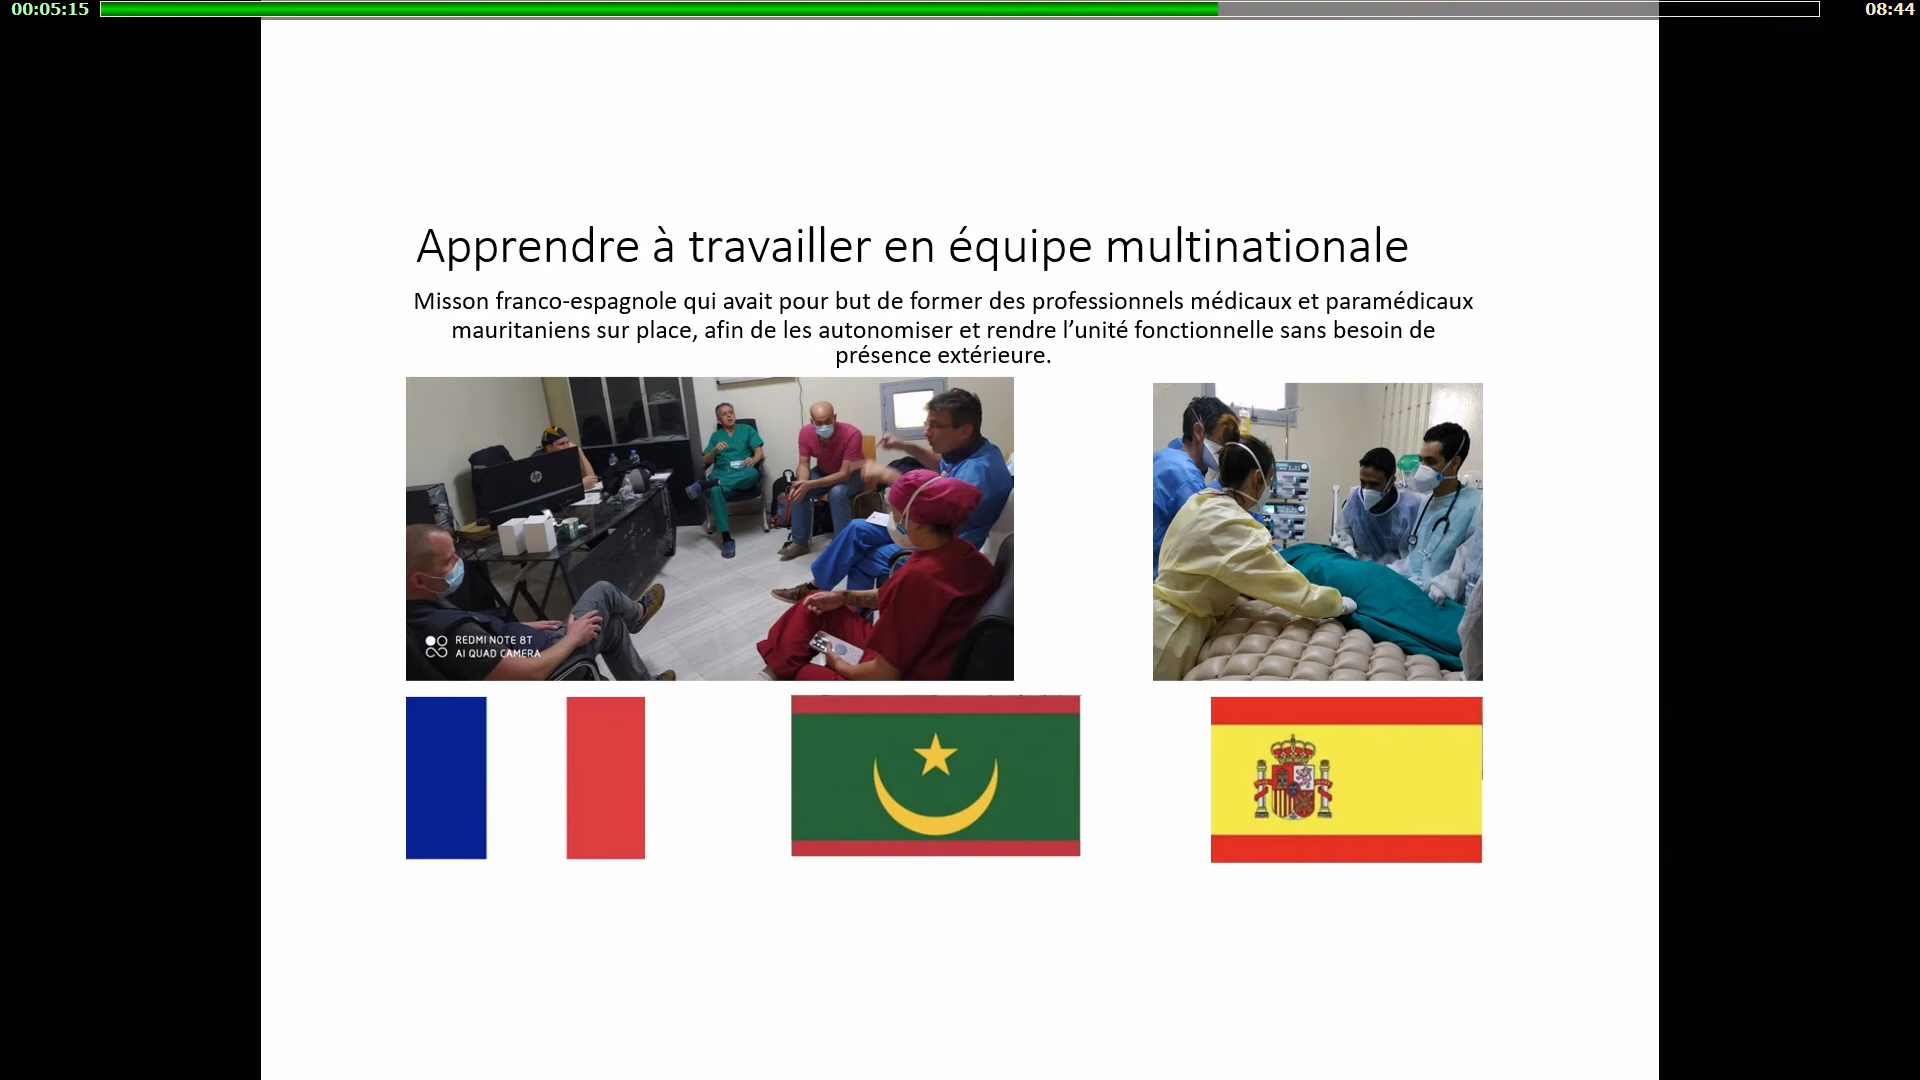 00:05:15
08:44
Apprendre à travailler en équipe multinationale
Misson franco-espagnole qui avait pour but de former des professionnels médicaux et paramédicaux
mauritaniens sur place, afin de les autonomiser et rendre l’unité fonctionnelle sans besoin de
présence extérieure.
hp
REDMI NOTE 8T
AI QUAD CAMERA